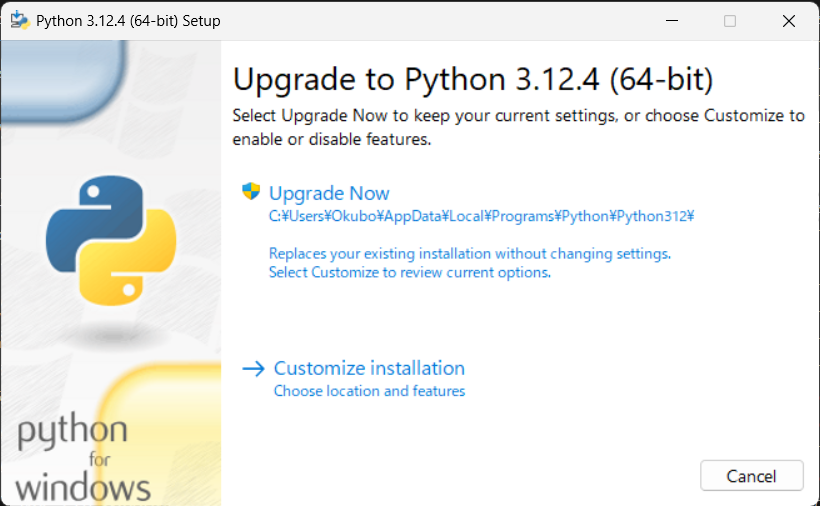 Python 3.12.4 (64-bit) Setup
Upgrade to Python 3.12.4 (64-bit)
Select Upgrade Now to keep your current settings, or choose Customize to
enable or disable features.
Upgrade Now
C:¥Users¥Okubo¥AppData¥Local¥Programs¥Python¥Python312¥
Replaces your existing installation without changing settings.
Select Customize to review current options.
Customize installation
Choose location and features
python
for
windows
Cancel